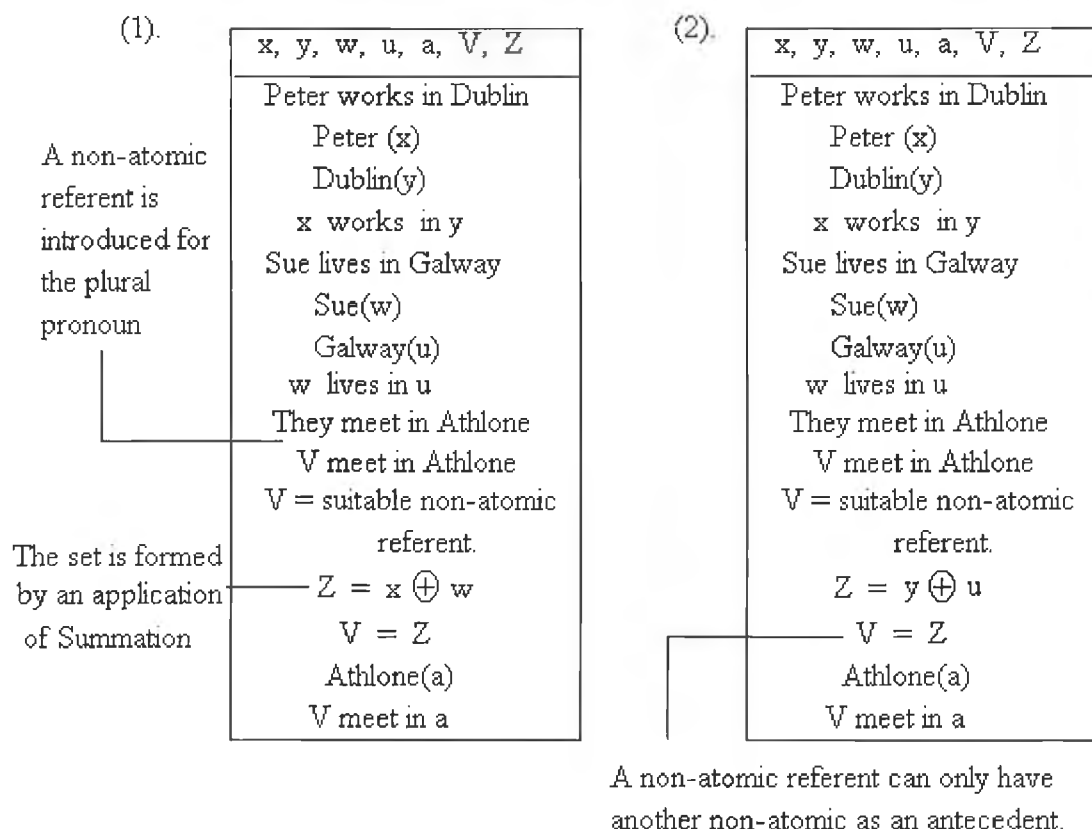 (1).
x, y, w, u, a, V, Z
Peter works in Dublin
Peter (x)
Dublin(y)
x works in y
Sue lives in Galway
Sue(w)
Galway(u)
w lives in u
They meet in Athlone
V meet in Athlone
V = suitable non-atomic
referent.
Z = x ⊕ w
V = Z
Athlone(a)
V meet in a
A non-atomic
referent is
introduced for
the plural
pronoun
The set is formed
by an application
of Summation
(2).
x, y, w, u, a, V, Z
Peter works in Dublin
Peter (x)
Dublin(y)
x works in y
Sue lives in Galway
Sue(w)
Galway(u)
w lives in u
They meet in Athlone
V meet in Athlone
V = suitable non-atomic
referent.
Z = y ⊕ u
V = Z
Athlone(a)
V meet in a
A non-atomic referent can only have
another non-atomic as an antecedent.